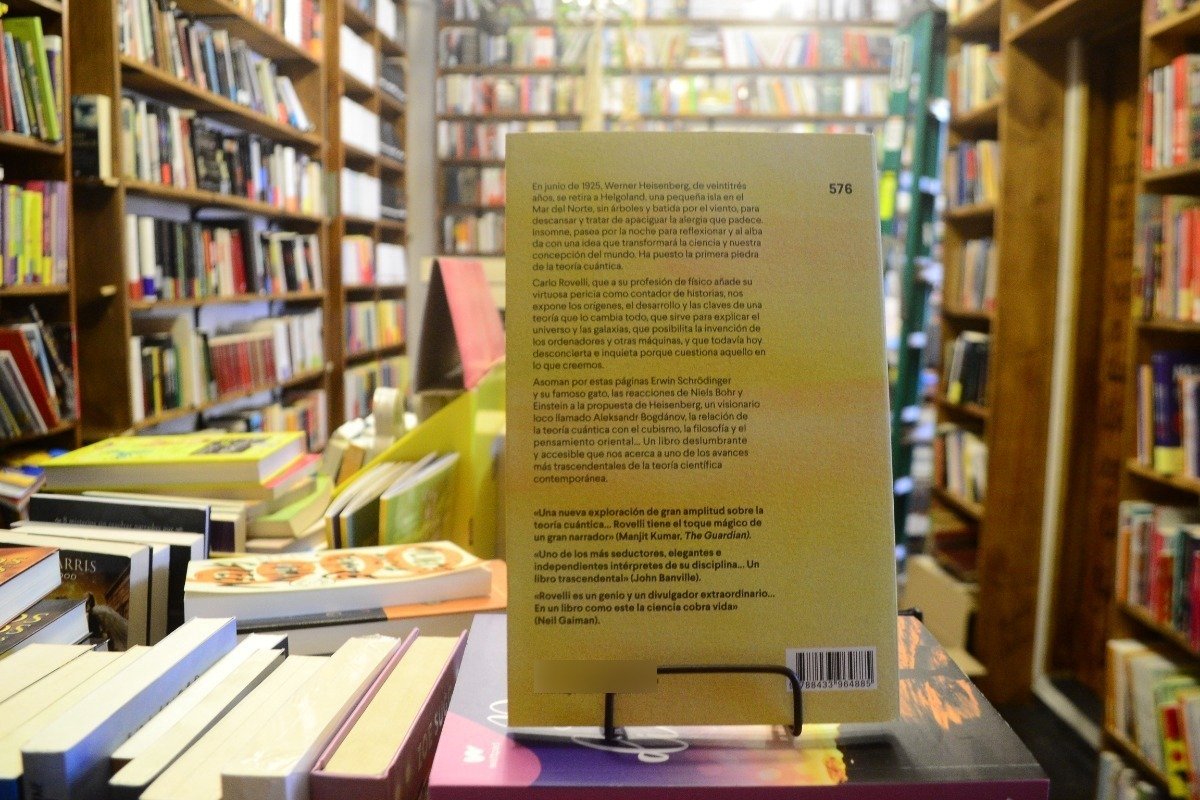 576
En junio de 1925, Werner Heisenberg, de veintitrés
años, se retira a Helgoland, una pequeña isla en el
Mar del Norte, sin árboles y batida por el viento, para
descansar y tratar de apaciguar la alergia que padece.
Insomne, pasea por la noche para reflexionar y al alba
da con una idea que transformará la ciencia y nuestra
concepción del mundo. Ha puesto la primera piedra
de la teoría cuántica.
Carlo Rovelli, que a su profesión de físico añade su
virtuosa pericia como contador de historias, nos
expone los orígenes, el desarrollo y las claves de una
teoría que lo cambia todo, que sirve para explicar el
universo y las galaxias, que posibilita la invención de
los ordenadores y otras máquinas, y que todavía hoy
desconcierta e inquieta porque cuestiona aquello en
lo que creemos.
Asoman por estas páginas Erwin Schrödinger
y su famoso gato, las reacciones de Niels Bohr y
Einstein a la propuesta de Heisenberg, un visionario
loco llamado Aleksandr Bogdánov, la relación de
la teoría cuántica con el cubismo, la filosofía y el
pensamiento oriental... Un libro deslumbrante
y accesible que nos acerca a uno de los avances
más trascendentales de la teoría científica
contemporánea.
«Una nueva exploración de gran amplitud sobre la
teoría cuántica... Rovelli tiene el toque mágico de
un gran narrador» (Manjit Kumar, The Guardian).
«Uno de los más seductores, elegantes e
independientes intérpretes de su disciplina... Un
libro trascendental» (John Banville).
«Rovelli es un genio y un divulgador extraordinario...
En un libro como este la ciencia cobra vida»
(Neil Gaiman).
788433 964885
ARRIS